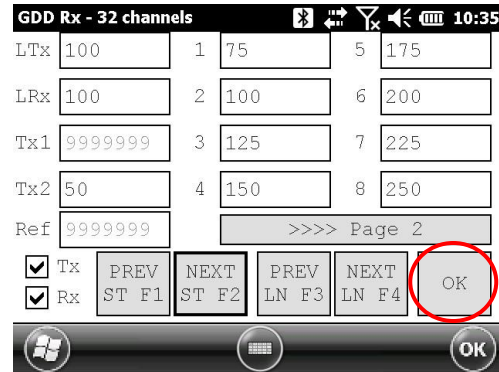 GDD Rx - 32 channels 10:35
LTx 100 1 75 5 175
LRx 100 2 100 6 200
Tx1 9999999 3 125 7 225
Tx2 50 4 150 8 250
Ref 9999999 >>>> Page 2
Tx PREV NEXT PREV NEXT OK
Rx ST F1 ST F2 LN F3 LN F4
OK